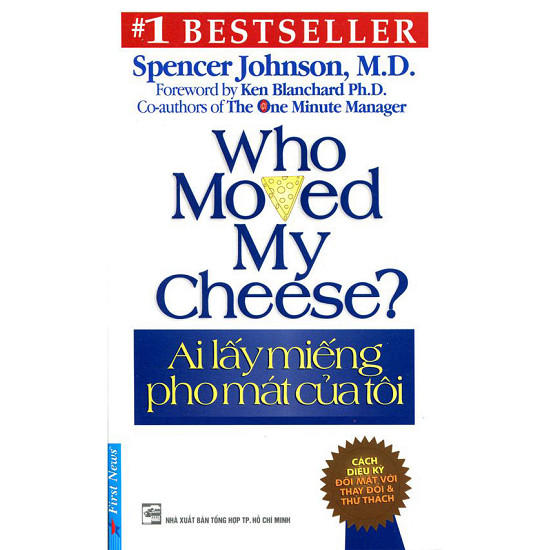 #1 BESTSELLER
Spencer Johnson, M.D.
Foreword by Ken Blanchard Ph.D.
Co-authors of The One Minute Manager
Who
Moved
My
Cheese?
Ai lấy miếng
pho mát của tôi
CÁCH
DIỆU KỲ
ĐỐI MẶT VỚI
THAY ĐỔI &
THỬ THÁCH
First News
NHÀ XUẤT BẢN TỔNG HỢP TP. HỒ CHÍ MINH